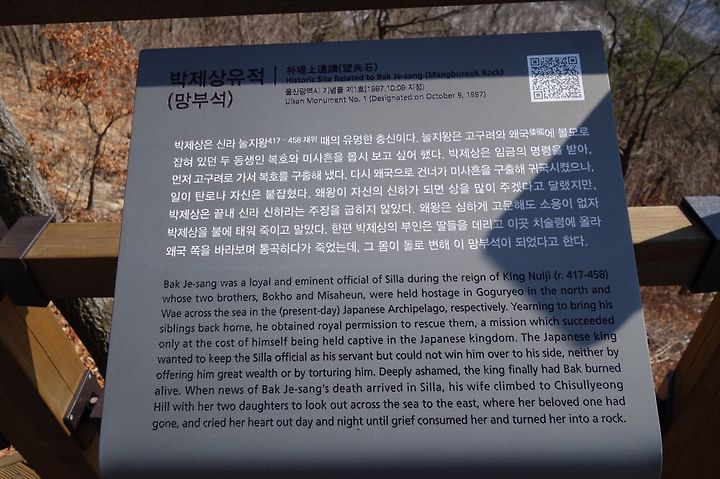 박제상유적
(망부석)
朴堤上遺蹟(望夫石)
Historic Site Related to Bak Je-sang (Mangbuseok Rock)
울산광역시 기념물 제1호(1997.10.09 지정)
Ulsan Monument No. 1 (Designated on October 9, 1997)
박제상은 신라 눌지왕417 - 458 재위 때의 유명한 충신이다. 눌지왕은 고구려와 왜국倭國에 볼모로
잡혀 있던 두 동생인 복호와 미사흔을 몹시 보고 싶어 했다. 박제상은 임금의 명령을 받아,
먼저 고구려로 가서 복호를 구출해 냈다. 다시 왜국으로 건너가 미사흔을 구출해 귀국시켰으나,
일이 탄로나 자신은 붙잡혔다. 왜왕이 자신의 신하가 되면 상을 많이 주겠다고 달랬지만,
박제상은 끝내 신라 신하라는 주장을 굽히지 않았다. 왜왕은 심하게 고문해도 소용이 없자
박제상을 불에 태워 죽이고 말았다. 한편 박제상의 부인은 딸들을 데리고 이곳 치술령에 올라
왜국 쪽을 바라보며 통곡하다가 죽었는데, 그 몸이 돌로 변해 이 망부석이 되었다고 한다.
Bak Je-sang was a loyal and eminent official of Silla during the reign of King Nulji (r. 417-458)
whose two brothers, Bokho and Misaheun, were held hostage in Goguryeo in the north and
Wae across the sea in the (present-day) Japanese Archipelago, respectively. Yearning to bring his
siblings back home, he obtained royal permission to rescue them, a mission which succeeded
only at the cost of himself being held captive in the Japanese kingdom. The Japanese king
wanted to keep the Silla official as his servant but could not win him over to his side, neither by
offering him great wealth or by torturing him. Deeply ashamed, the king finally had Bak burned
alive. When news of Bak Je-sang's death arrived in Silla, his wife climbed to Chisullyeong
Hill with her two daughters to look out across the sea to the east, where her beloved one had
gone, and cried her heart out day and night until grief consumed her and turned her into a rock.